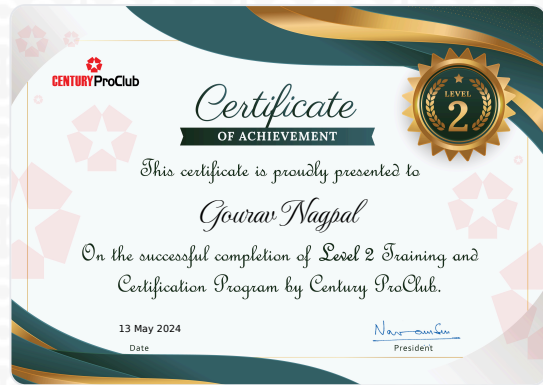 CENTURY ProClub
Certificate
OF ACHIEVEMENT
LEVEL
2
This certificate is proudly presented to
Gourav Nagpal
On the successful completion of Level 2 Training and
Certification Program by Century ProClub.
13 May 2024
Date
President